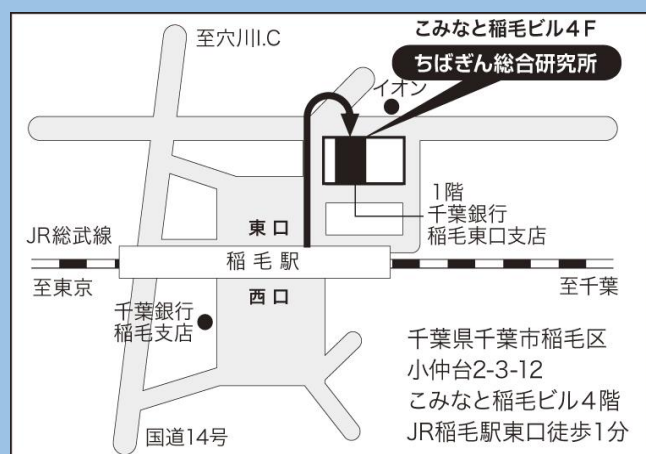 至穴川I.C
こみなと稲毛ビル４Ｆ
ちばぎん総合研究所
イオン
1階
千葉銀行
稲毛東口支店
東口
JR総武線
稲毛駅
至東京
至千葉
西口
千葉銀行
稲毛支店
国道14号
千葉県千葉市稲毛区
小仲台2-3-12
こみなと稲毛ビル４階
JR稲毛駅東口徒歩1分